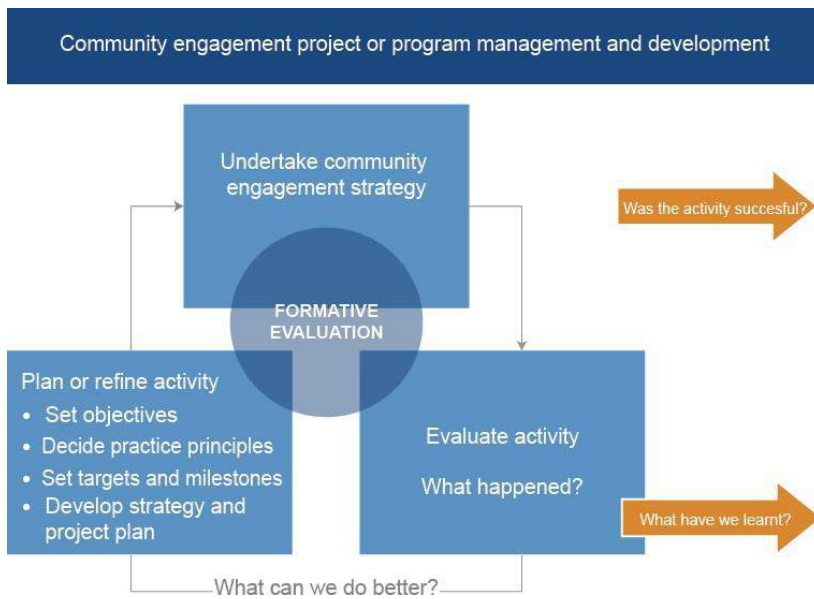 Community engagement project or program management and development
Undertake community
engagement strategy
Was the activity succesful?
FORMATIVE
EVALUATION
Plan or refine activity
• Set objectives
• Decide practice principles
• Set targets and milestones
• Develop strategy and
project plan
Evaluate activity
What happened?
What have we learnt?
What can we do better?